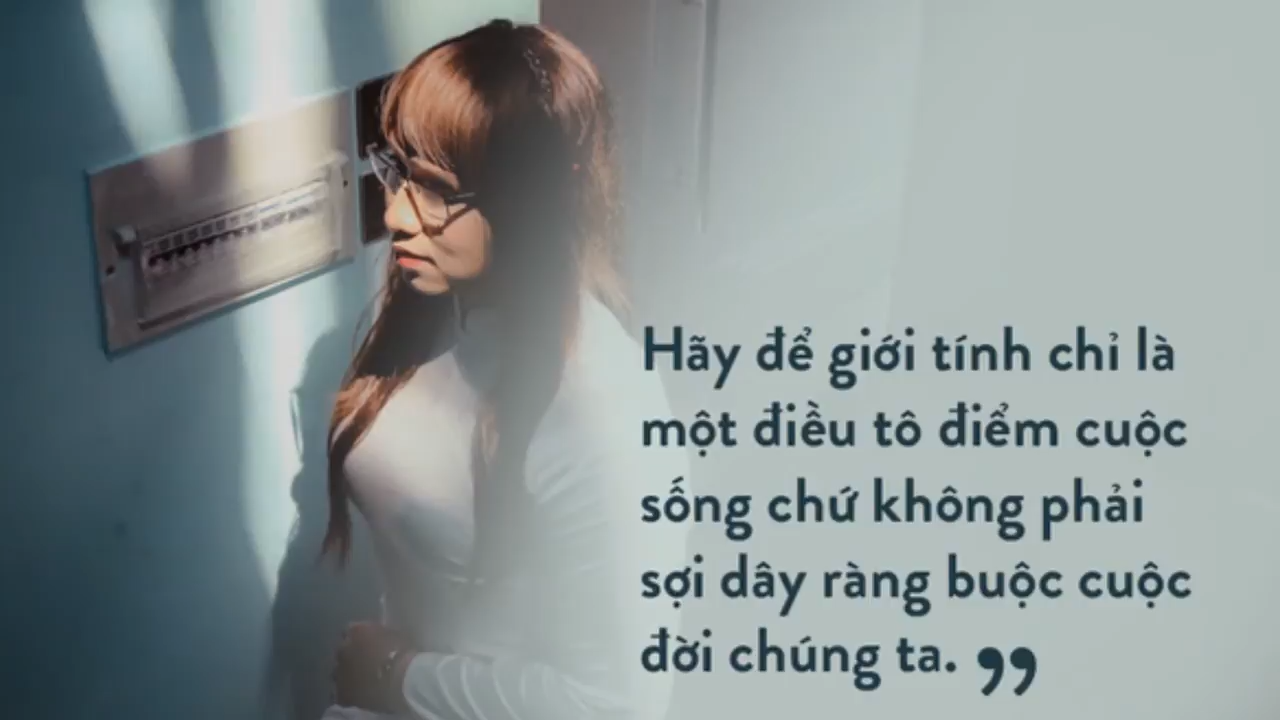 Hãy để giới tính chỉ là
một điều tô điểm cuộc
sống chứ không phải
sợi dây ràng buộc cuộc
đời chúng ta.”